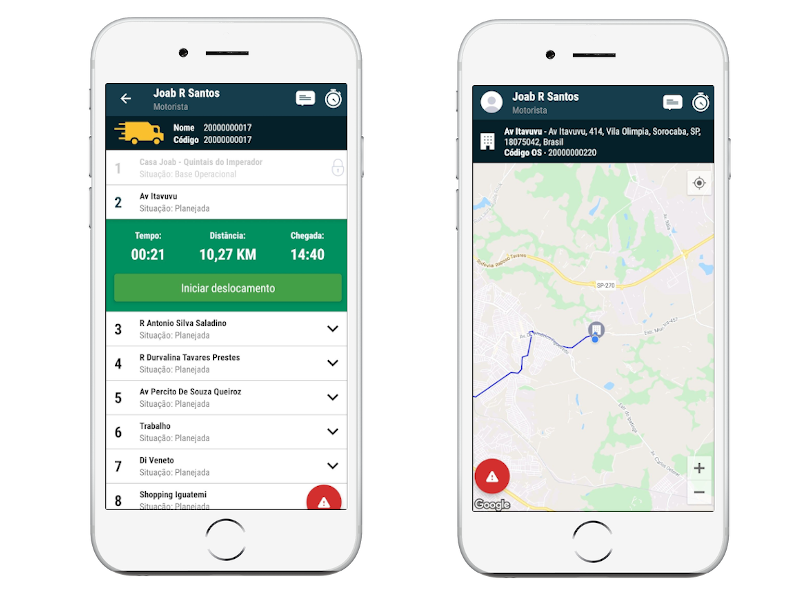 Joab R Santos
Motorista
Nome 20000000017
Código 20000000017
1 Casa Joab - Quintais do Imperador
Situação: Base Operacional
2 Av Itavuvu
Situação: Planejada
Tempo: Distância: Chegada:
00:21 10,27 KM 14:40
Iniciar deslocamento
3 R Antonio Silva Saladino
Situação: Planejada
4 R Durvalina Tavares Prestes
Situação: Planejada
5 Av Percito De Souza Queiroz
Situação: Planejada
6 Trabalho
Situação: Planejada
7 Di Veneto
Situação: Planejada
8 Shopping Iguatemi
Situação: Planejada
Joab R Santos
Motorista
Av Itavuvu - Av Itavuvu, 414, Vila Olimpia, Sorocaba, SP,
18075042, Brasil
Código OS - 20000000220
Rodovia Raposo Tavares
SP-270
+
−
Google